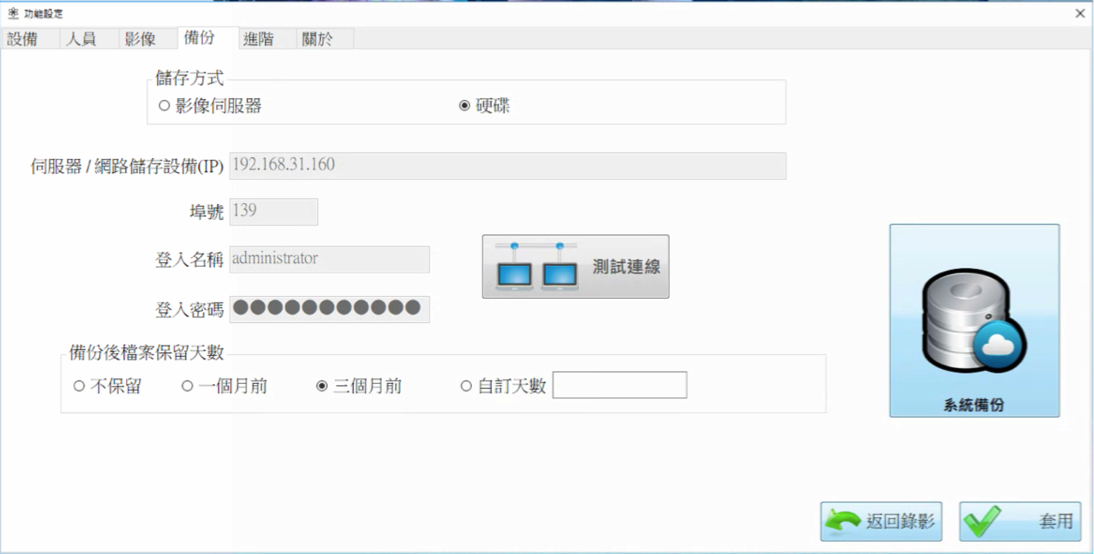 功能設定
設備 人員 影像 備份 進階 關於
儲存方式
影像伺服器 硬碟
伺服器 / 網路儲存設備(IP) 192.168.31.160
埠號 139
登入名稱 administrator
測試連線
登入密碼 ●●●●●●●●●●●
備份後檔案保留天數
不保留 一個月前 三個月前 自訂天數
系統備份
返回錄影 套用